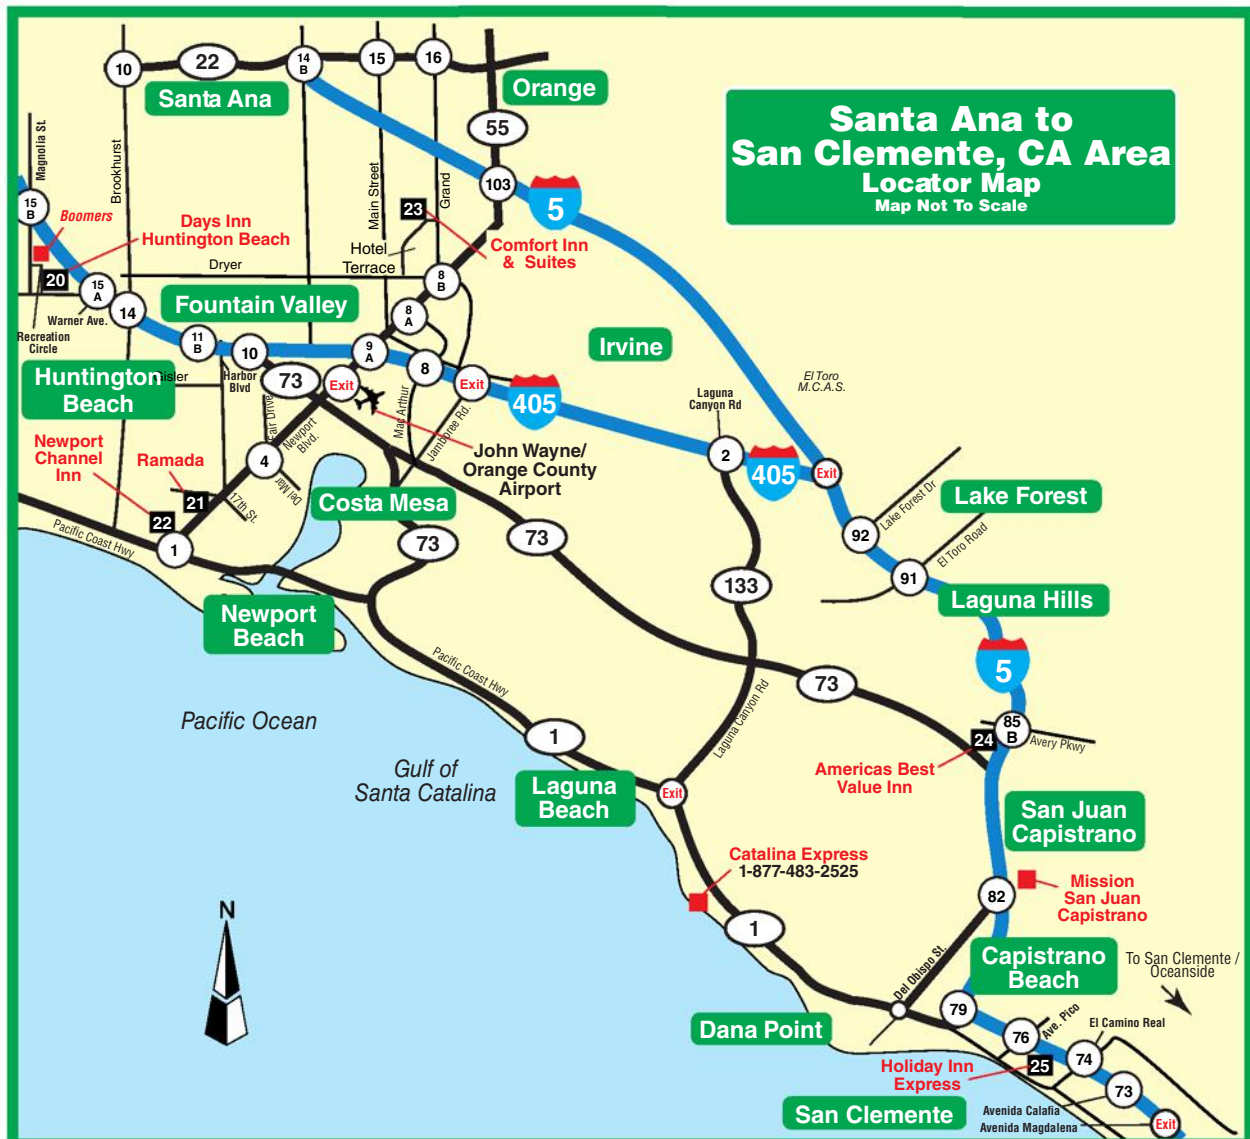 Santa Ana to
San Clemente, CA Area
Locator Map
Map Not To Scale
10
22
14
B
15
16
Santa Ana
Orange
55
103
5
Magnolia St.
Brookhurst
Main Street
Grand
15
B
Boomers
Days Inn
Huntington Beach
20
23
Hotel
Terrace
Comfort Inn
& Suites
Dryer
8
B
15
A
Warner Ave.
Recreation
Circle
14
Fountain Valley
8
A
11
B
10
9
A
8
Irvine
Huntington
Beach
Gisler
Harbor
Blvd
73
Exit
Exit
405
Fair Drive
Newport
Blvd.
Mac Arthur
Jamboree Rd.
El Toro
M.C.A.S.
Laguna
Canyon Rd
2
405
Exit
Newport
Channel
Inn
Ramada
4
Del Mar
21
17th St.
22
1
John Wayne/
Orange County
Airport
Costa Mesa
73
73
Lake Forest Dr
Lake Forest
92
El Toro Road
91
133
Laguna Hills
Pacific Coast Hwy
Newport
Beach
5
Pacific Coast Hwy
73
Laguna Canyon Rd
Pacific Ocean
1
85
B
24
Avery Pkwy
Americas Best
Value Inn
Gulf of
Santa Catalina
Laguna
Beach
Exit
San Juan
Capistrano
Catalina Express
1-877-483-2525
82
Mission
San Juan
Capistrano
1
N
Del Obispo St.
Capistrano
Beach
To San Clemente /
Oceanside
79
Dana Point
76
Ave. Pico
El Camino Real
74
25
Holiday Inn
Express
73
San Clemente
Avenida Calafia
Avenida Magdalena
Exit